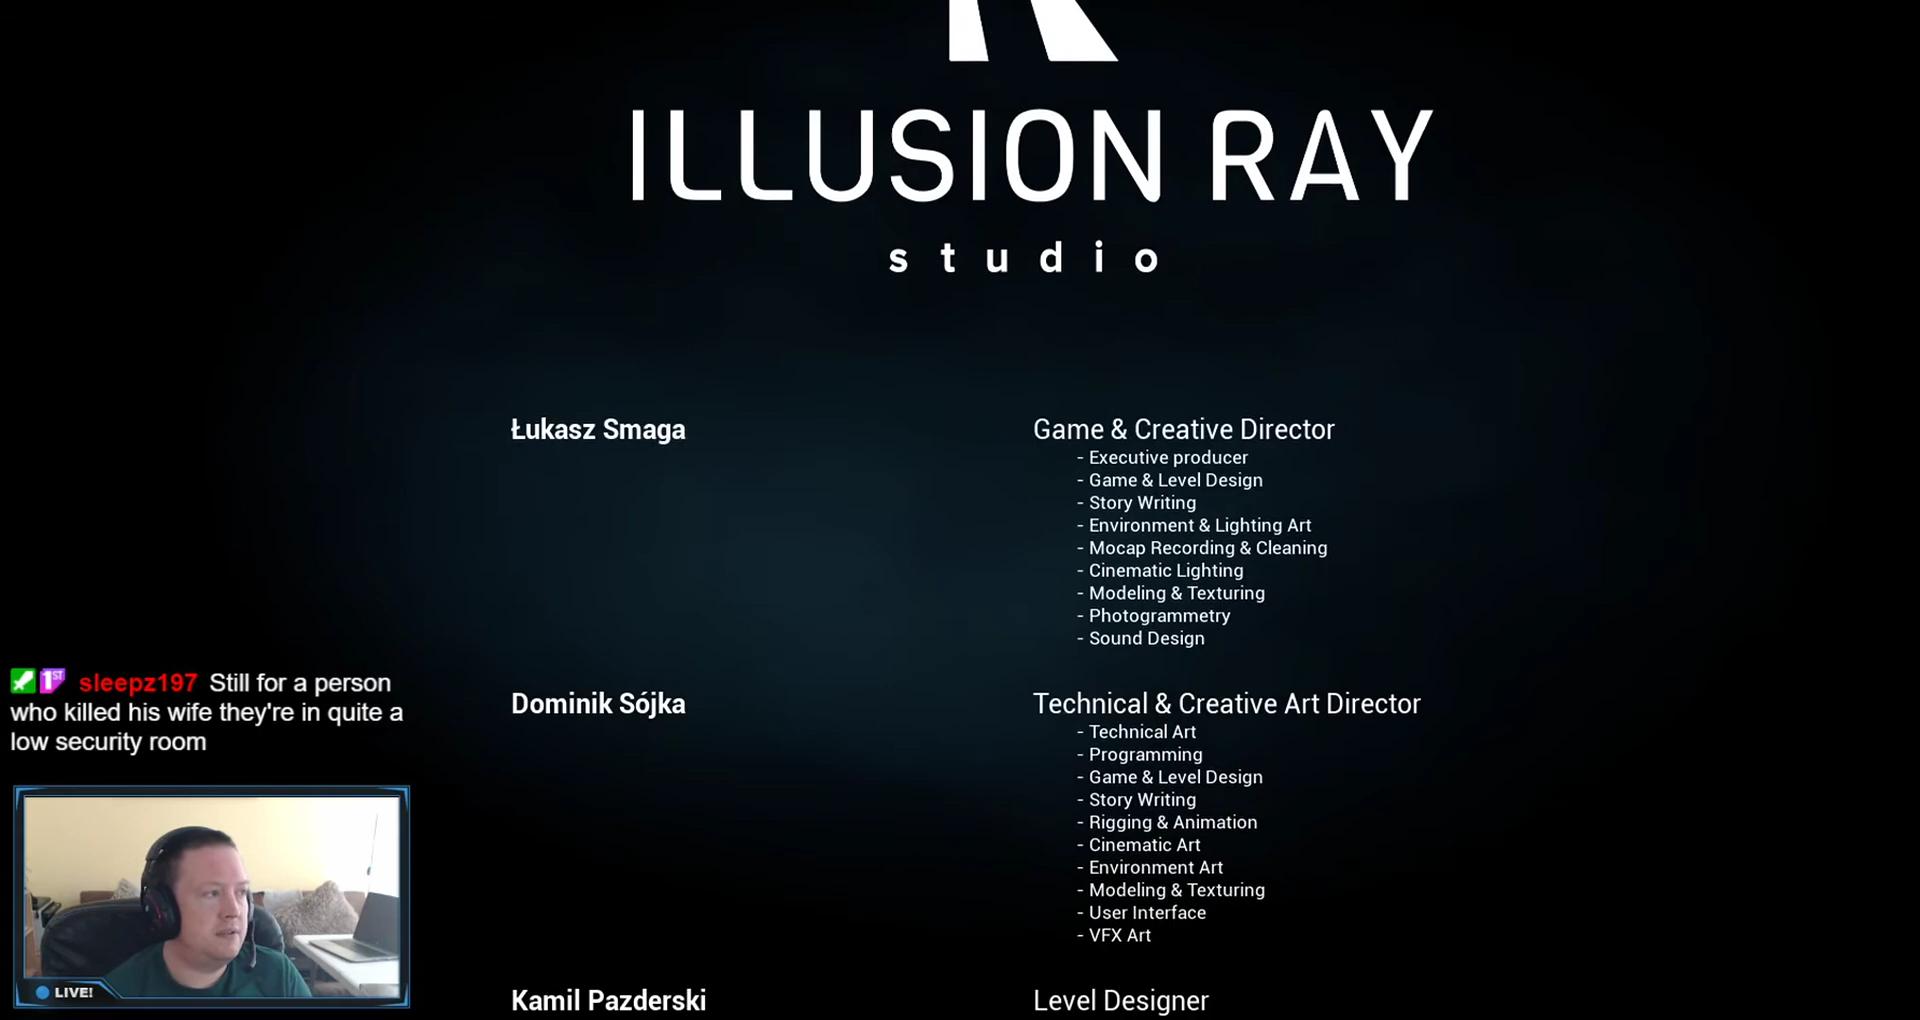 ILLUSION RAY
studio
Łukasz Smaga
Game & Creative Director
- Executive producer
- Game & Level Design
- Story Writing
- Environment & Lighting Art
- Mocap Recording & Cleaning
- Cinematic Lighting
- Modeling & Texturing
- Photogrammetry
- Sound Design
1ST sleepz197 Still for a person
who killed his wife they're in quite a
low security room
Dominik Sójka
Technical & Creative Art Director
- Technical Art
- Programming
- Game & Level Design
- Story Writing
- Rigging & Animation
- Cinematic Art
- Environment Art
- Modeling & Texturing
- User Interface
- VFX Art
LIVE!
Kamil Pazderski
Level Designer